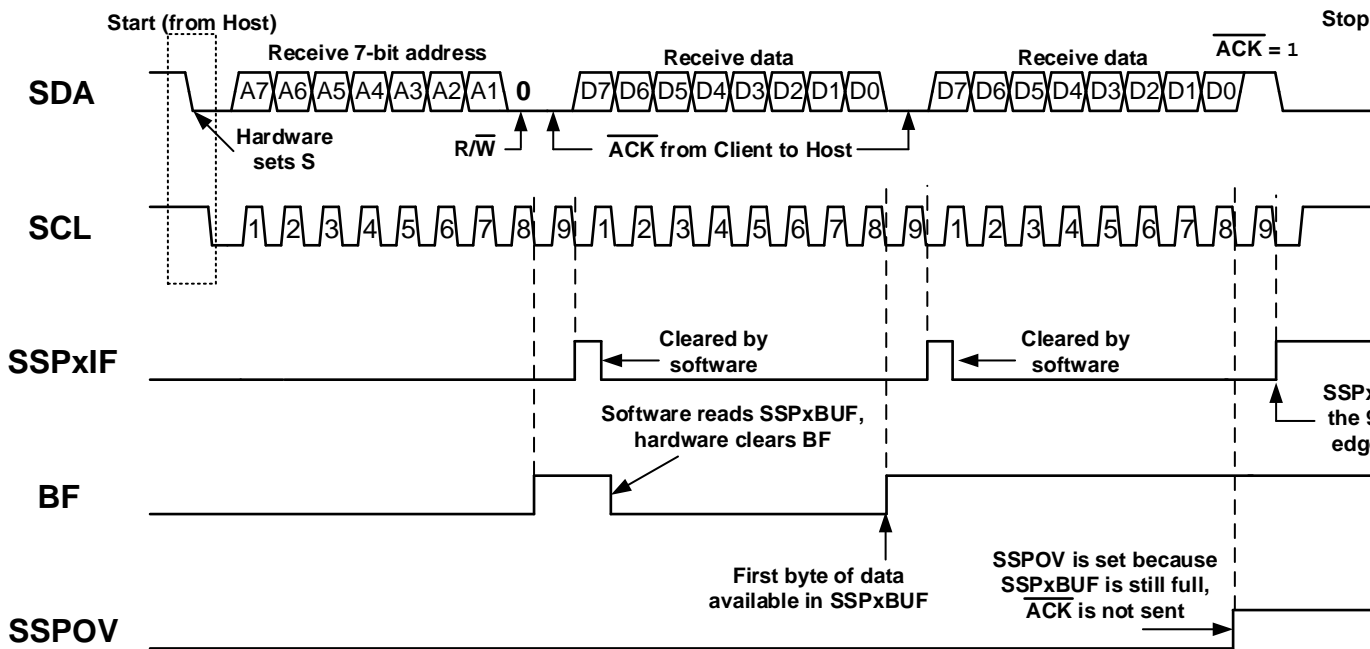 Start (from Host)
Stop
Receive 7-bit address
Receive data
Receive data
ACK = 1
SDA
A7 A6 A5 A4 A3 A2 A1 0
D7 D6 D5 D4 D3 D2 D1 D0
D7 D6 D5 D4 D3 D2 D1 D0
Hardware
sets S
R/W
ACK from Client to Host
SCL
1 2 3 4 5 6 7 8 9 1 2 3 4 5 6 7 8 9 1 2 3 4 5 6 7 8 9
SSPxIF
Cleared by
software
Cleared by
software
SSPx
the 9
edg
Software reads SSPxBUF,
hardware clears BF
BF
First byte of data
available in SSPxBUF
SSPOV is set because
SSPxBUF is still full,
ACK is not sent
SSPOV